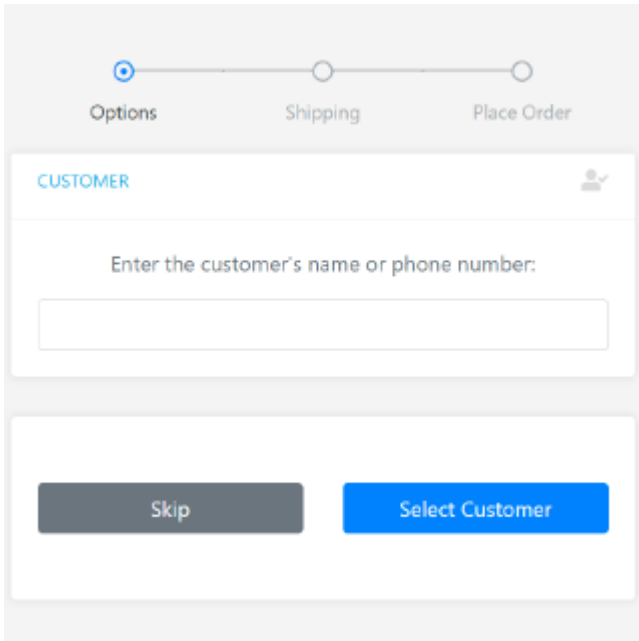 Options Shipping Place Order
CUSTOMER
Enter the customer's name or phone number:
Skip Select Customer